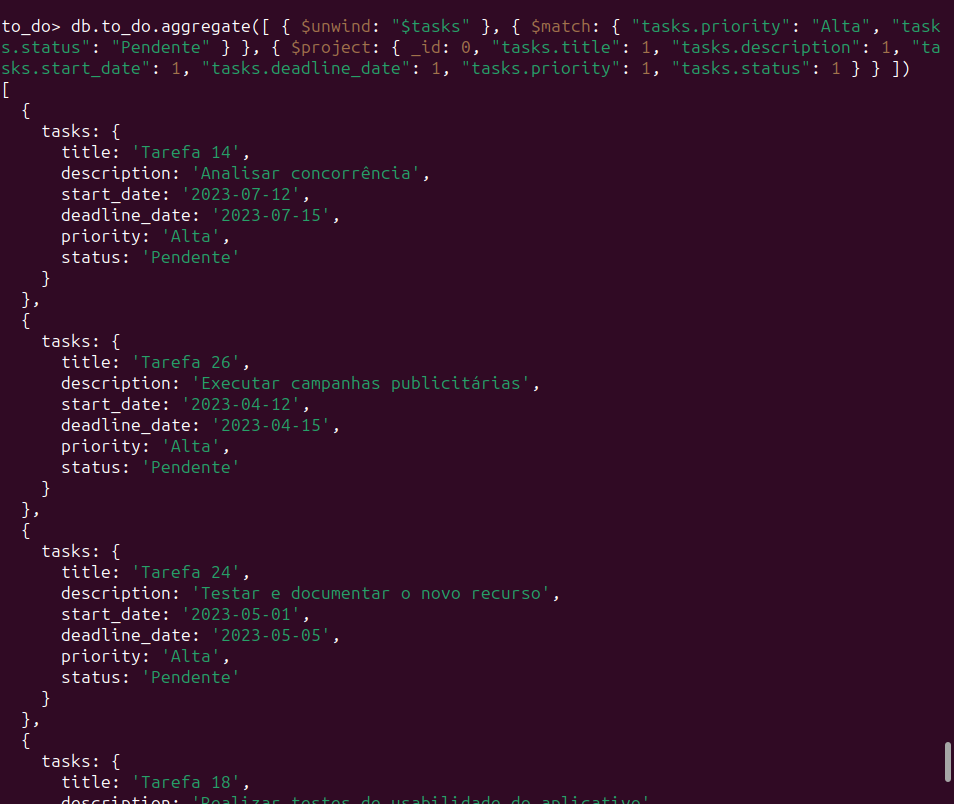 to_do> db.to_do.aggregate([ { $unwind: "$tasks" }, { $match: { "tasks.priority": "Alta", "task
s.status": "Pendente" } }, { $project: { _id: 0, "tasks.title": 1, "tasks.description": 1, "ta
sks.start_date": 1, "tasks.deadline_date": 1, "tasks.priority": 1, "tasks.status": 1 } } ])
[
  {
    tasks: {
      title: 'Tarefa 14',
      description: 'Analisar concorrência',
      start_date: '2023-07-12',
      deadline_date: '2023-07-15',
      priority: 'Alta',
      status: 'Pendente'
    }
  },
  {
    tasks: {
      title: 'Tarefa 26',
      description: 'Executar campanhas publicitárias',
      start_date: '2023-04-12',
      deadline_date: '2023-04-15',
      priority: 'Alta',
      status: 'Pendente'
    }
  },
  {
    tasks: {
      title: 'Tarefa 24',
      description: 'Testar e documentar o novo recurso',
      start_date: '2023-05-01',
      deadline_date: '2023-05-05',
      priority: 'Alta',
      status: 'Pendente'
    }
  },
  {
    tasks: {
      title: 'Tarefa 18',
      description: 'Realizar testes de usabilidade do aplicativo'